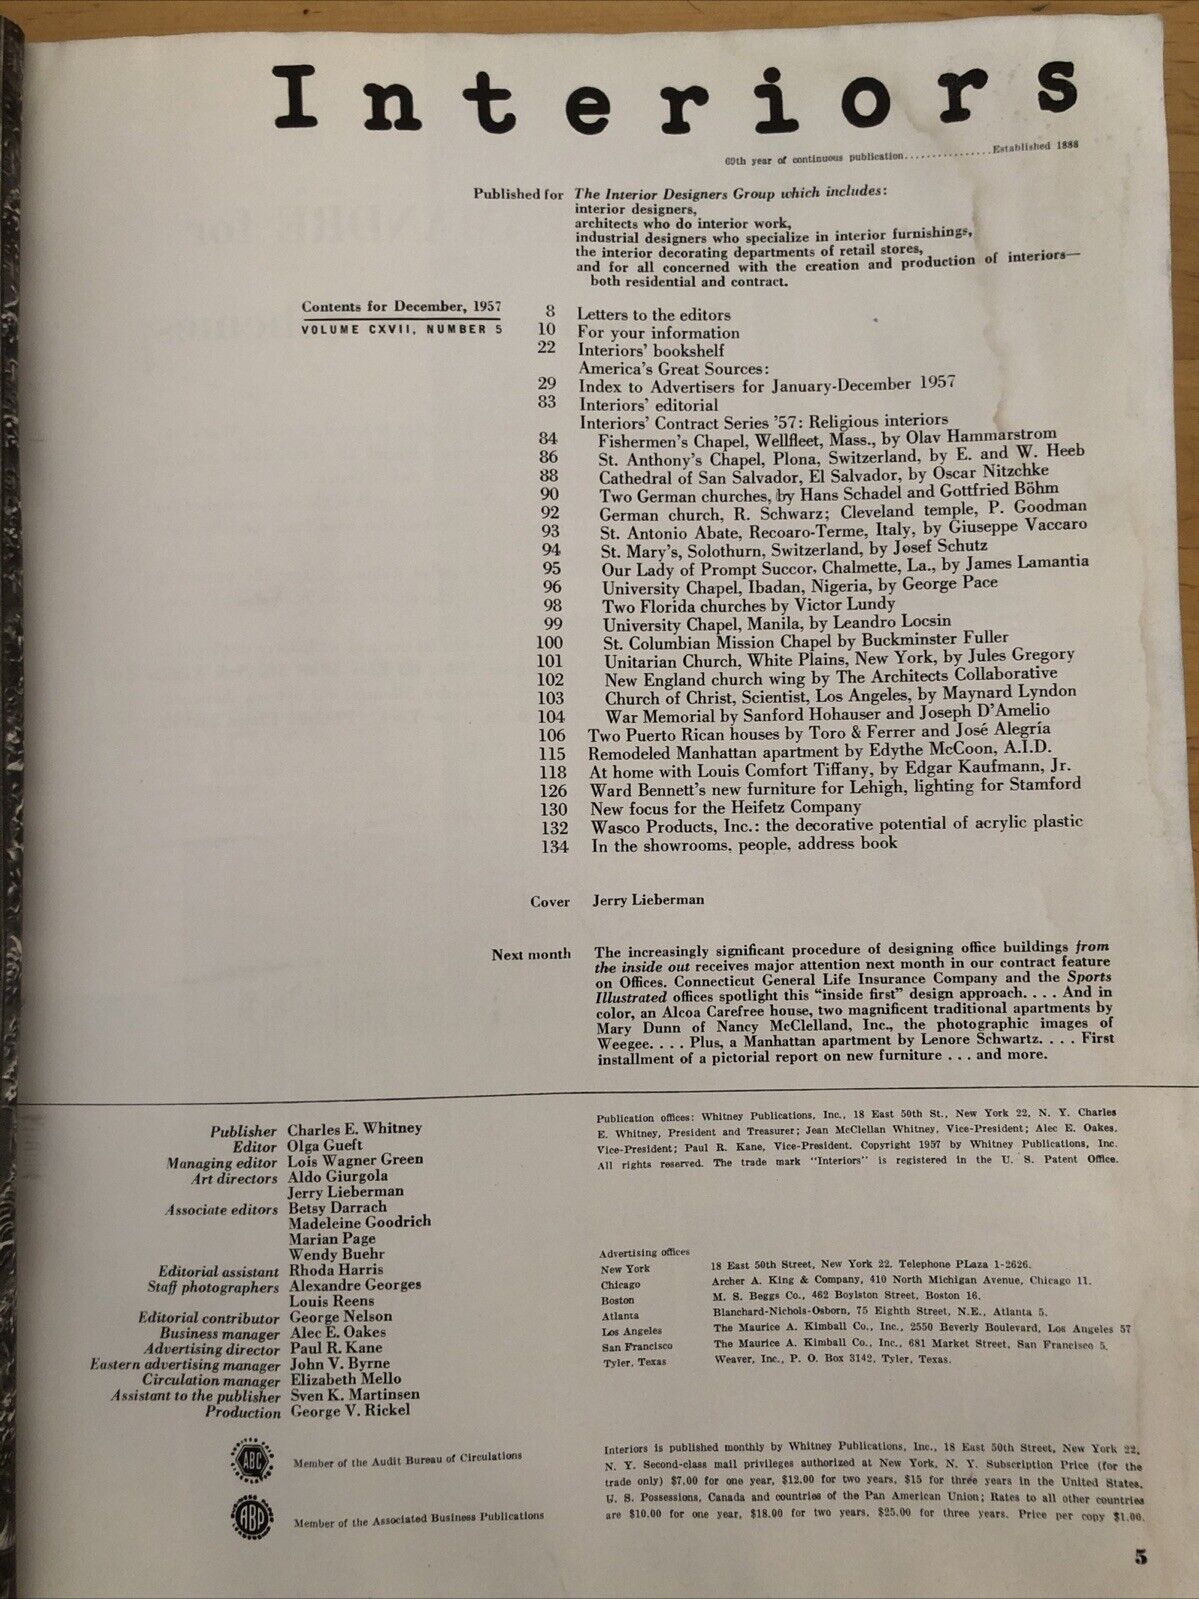 Interiors
69th year of continuous publication................Established 1888
Published for The Interior Designers Group which includes:
interior designers,
architects who do interior work,
industrial designers who specialize in interior furnishings,
the interior decorating departments of retail stores,
and for all concerned with the creation and production of interiors—
both residential and contract.
Contents for December, 1957
VOLUME CXVII, NUMBER 5
8 Letters to the editors
10 For your information
22 Interiors' bookshelf
America's Great Sources:
29 Index to Advertisers for January-December 1957
83 Interiors' editorial
Interiors' Contract Series '57: Religious interiors
84 Fishermen's Chapel, Wellfleet, Mass., by Olav Hammarstrom
86 St. Anthony's Chapel, Plona, Switzerland, by E. and W. Heeb
88 Cathedral of San Salvador, El Salvador, by Oscar Nitzchke
90 Two German churches, by Hans Schadel and Gottfried Böhm
92 German church, R. Schwarz; Cleveland temple, P. Goodman
93 St. Antonio Abate, Recoaro-Terme, Italy, by Giuseppe Vaccaro
94 St. Mary's, Solothurn, Switzerland, by Josef Schutz
95 Our Lady of Prompt Succor, Chalmette, La., by James Lamantia
96 University Chapel, Ibadan, Nigeria, by George Pace
98 Two Florida churches by Victor Lundy
99 University Chapel, Manila, by Leandro Locsin
100 St. Columbian Mission Chapel by Buckminster Fuller
101 Unitarian Church, White Plains, New York, by Jules Gregory
102 New England church wing by The Architects Collaborative
103 Church of Christ, Scientist, Los Angeles, by Maynard Lyndon
104 War Memorial by Sanford Hohauser and Joseph D'Amelio
106 Two Puerto Rican houses by Toro & Ferrer and José Alegría
115 Remodeled Manhattan apartment by Edythe McCoon, A.I.D.
118 At home with Louis Comfort Tiffany, by Edgar Kaufmann, Jr.
126 Ward Bennett's new furniture for Lehigh, lighting for Stamford
130 New focus for the Heifetz Company
132 Wasco Products, Inc.: the decorative potential of acrylic plastic
134 In the showrooms, people, address book
Cover Jerry Lieberman
Next month The increasingly significant procedure of designing office buildings from
the inside out receives major attention next month in our contract feature
on Offices. Connecticut General Life Insurance Company and the Sports
Illustrated offices spotlight this "inside first" design approach. . . . And in
color, an Alcoa Carefree house, two magnificent traditional apartments by
Mary Dunn of Nancy McClelland, Inc., the photographic images of
Weegee. . . . Plus, a Manhattan apartment by Lenore Schwartz. . . . First
installment of a pictorial report on new furniture . . . and more.
Publisher Charles E. Whitney
Editor Olga Gueft
Managing editor Lois Wagner Green
Art directors Aldo Giurgola
Jerry Lieberman
Associate editors Betsy Darrach
Madeleine Goodrich
Marian Page
Wendy Buehr
Editorial assistant Rhoda Harris
Staff photographers Alexandre Georges
Louis Reens
Editorial contributor George Nelson
Business manager Alec E. Oakes
Advertising director Paul R. Kane
Eastern advertising manager John V. Byrne
Circulation manager Elizabeth Mello
Assistant to the publisher Sven K. Martinsen
Production George V. Rickel
ABC Member of the Audit Bureau of Circulations
ABP Member of the Associated Business Publications
Publication offices: Whitney Publications, Inc., 18 East 50th St., New York 22, N. Y. Charles
E. Whitney, President and Treasurer; Jean McClellan Whitney, Vice-President; Alec E. Oakes,
Vice-President; Paul R. Kane, Vice-President. Copyright 1957 by Whitney Publications, Inc.
All rights reserved. The trade mark "Interiors" is registered in the U. S. Patent Office.
Advertising offices
New York 18 East 50th Street, New York 22. Telephone PLaza 1-2626.
Chicago Archer A. King & Company, 410 North Michigan Avenue, Chicago 11.
Boston M. S. Beggs Co., 462 Boylston Street, Boston 16.
Atlanta Blanchard-Nichols-Osborn, 75 Eighth Street, N.E., Atlanta 5.
Los Angeles The Maurice A. Kimball Co., Inc., 2550 Beverly Boulevard, Los Angeles 57
San Francisco The Maurice A. Kimball Co., Inc., 681 Market Street, San Francisco 5.
Tyler, Texas Weaver, Inc., P. O. Box 3142, Tyler, Texas.
Interiors is published monthly by Whitney Publications, Inc., 18 East 50th Street, New York 22,
N. Y. Second-class mail privileges authorized at New York, N. Y. Subscription Price (for the
trade only) $7.00 for one year, $12.00 for two years, $15 for three years in the United States,
U. S. Possessions, Canada and countries of the Pan American Union; Rates to all other countries
are $10.00 for one year, $18.00 for two years, $25.00 for three years. Price per copy $1.00.
5